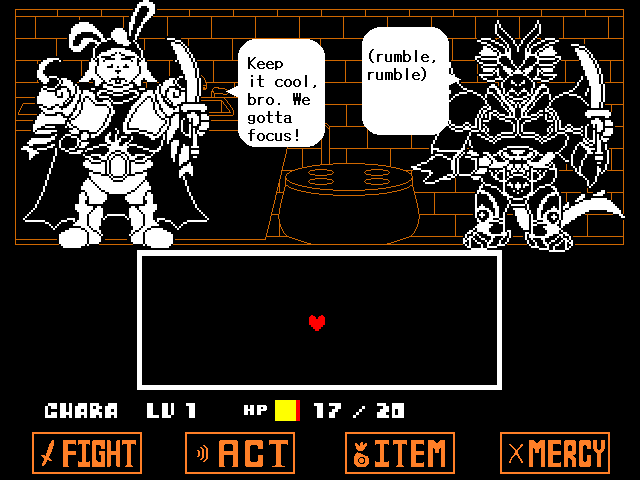 Keep
it cool,
bro. We
gotta
focus!
(rumble,
rumble)
CHARA LV 1 HP 17 / 20
FIGHT ACT ITEM MERCY